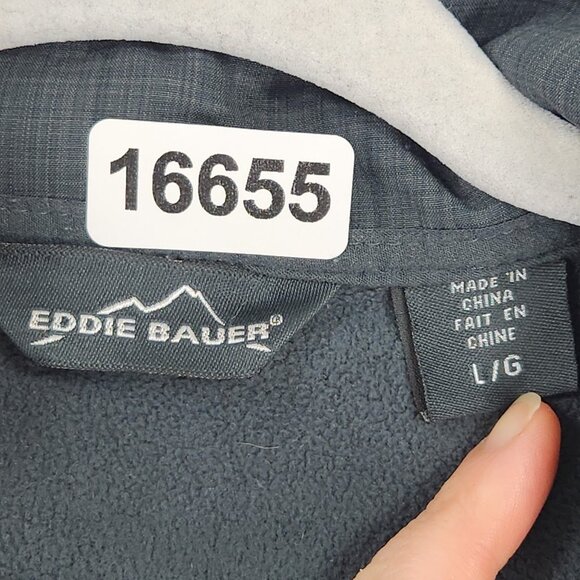 16655
EDDIE BAUER®
MADE IN
CHINA
FAIT EN
CHINE
L/G